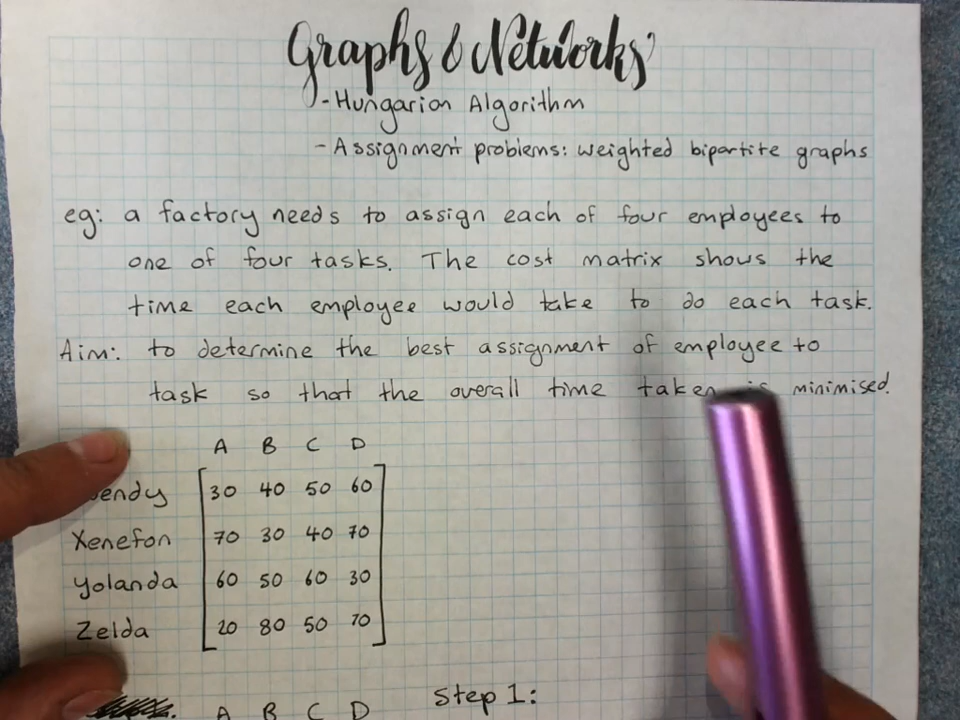 Graphs & Networks
- Hungarian Algorithm
- Assignment problems: weighted bipartite graphs
eg: a factory needs to assign each of four employees to
one of four tasks. The cost matrix shows the
time each employee would take to do each task.
Aim: to determine the best assignment of employee to
task so that the overall time taken is minimised.
A B C D
30 40 50 60
Xenefon 70 30 40 70
Yolanda 60 50 60 30
Zelda 20 80 50 70
Step 1:
A B C D